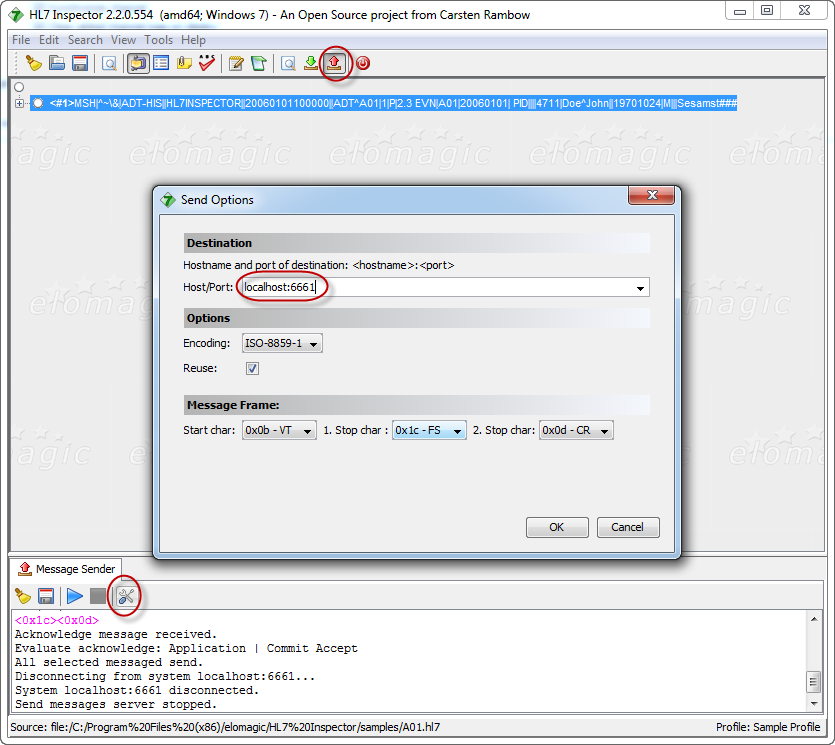 HL7 Inspector 2.2.0.554 (amd64; Windows 7) - An Open Source project from Carsten Rambow
File Edit Search View Tools Help
<#1>MSH|^~\&|ADT-HIS||HL7INSPECTOR||20060101100000||ADT^A01|1|P|2.3 EVN|A01|20060101| PID||||4711|Doe^John||19701024|M|||Sesamst###
elomagic elomagic elomagic elomagic
Send Options
Destination
Hostname and port of destination: <hostname>:<port>
Host/Port: localhost:6661
Options
Encoding: ISO-8859-1
Reuse:
Message Frame:
Start char: 0x0b - VT 1. Stop char : 0x1c - FS 2. Stop char: 0x0d - CR
OK Cancel
Message Sender
<0x1c><0x0d>
Acknowledge message received.
Evaluate acknowledge: Application | Commit Accept
All selected messaged send.
Disconnecting from system localhost:6661...
System localhost:6661 disconnected.
Send messages server stopped.
Source: file:/C:/Program%20Files%20(x86)/elomagic/HL7%20Inspector/samples/A01.hl7 Profile: Sample Profile